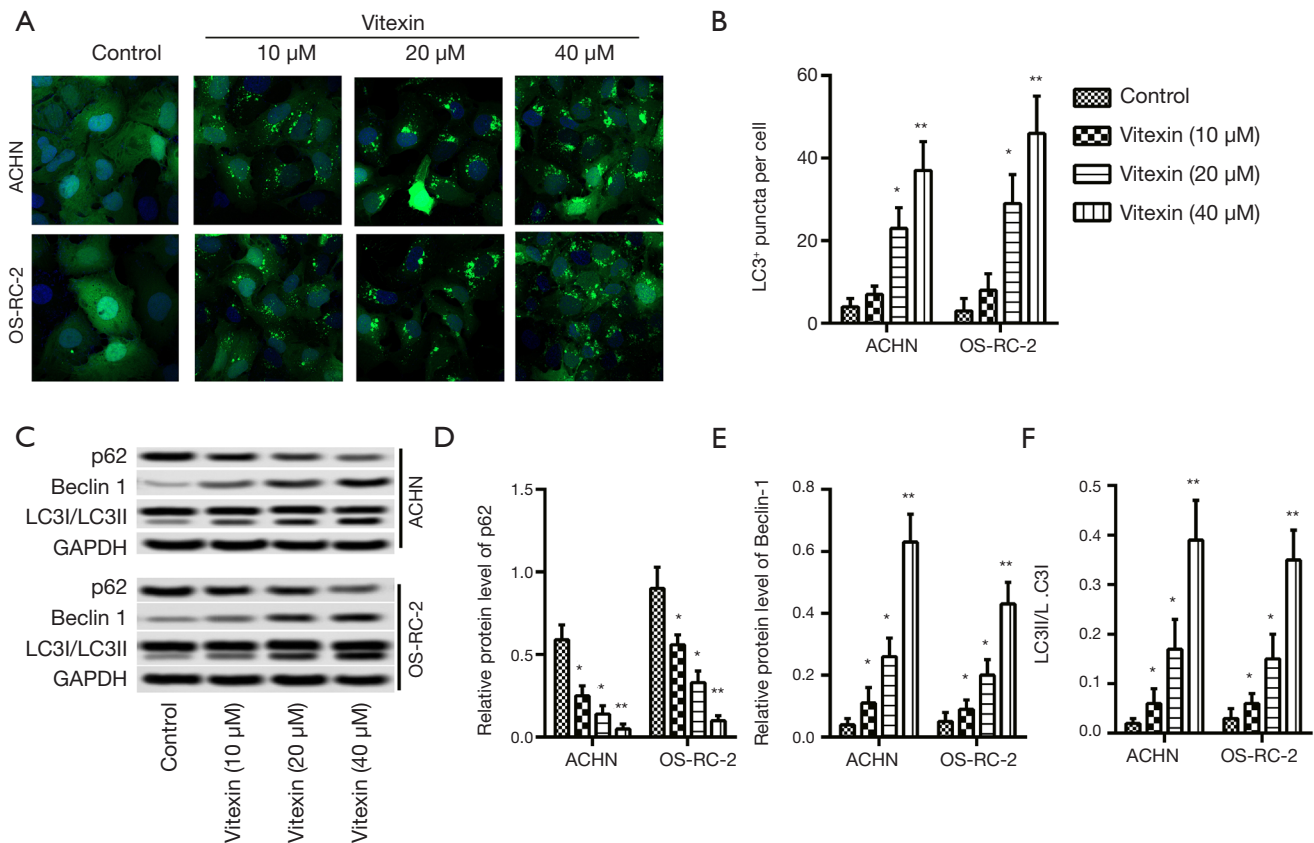 A
Vitexin
Control
10 µM
20 µM
40 µM
ACHN
OS-RC-2
B
LC3⁺ puncta per cell
60
40
20
0
** 
*
**
*
ACHN
OS-RC-2
Control
Vitexin (10 µM)
Vitexin (20 µM)
Vitexin (40 µM)
C
p62
Beclin 1
LC3I/LC3II
GAPDH
ACHN
p62
Beclin 1
LC3I/LC3II
GAPDH
OS-RC-2
Control
Vitexin (10 µM)
Vitexin (20 µM)
Vitexin (40 µM)
D
Relative protein level of p62
1.5
1.0
0.5
0.0
*
*
**
*
*
**
ACHN
OS-RC-2
E
Relative protein level of Beclin-1
0.8
0.6
0.4
0.2
0.0
*
*
**
*
*
**
ACHN
OS-RC-2
F
LC3II/L .C3I
0.5
0.4
0.3
0.2
0.1
0.0
*
*
**
*
*
**
ACHN
OS-RC-2